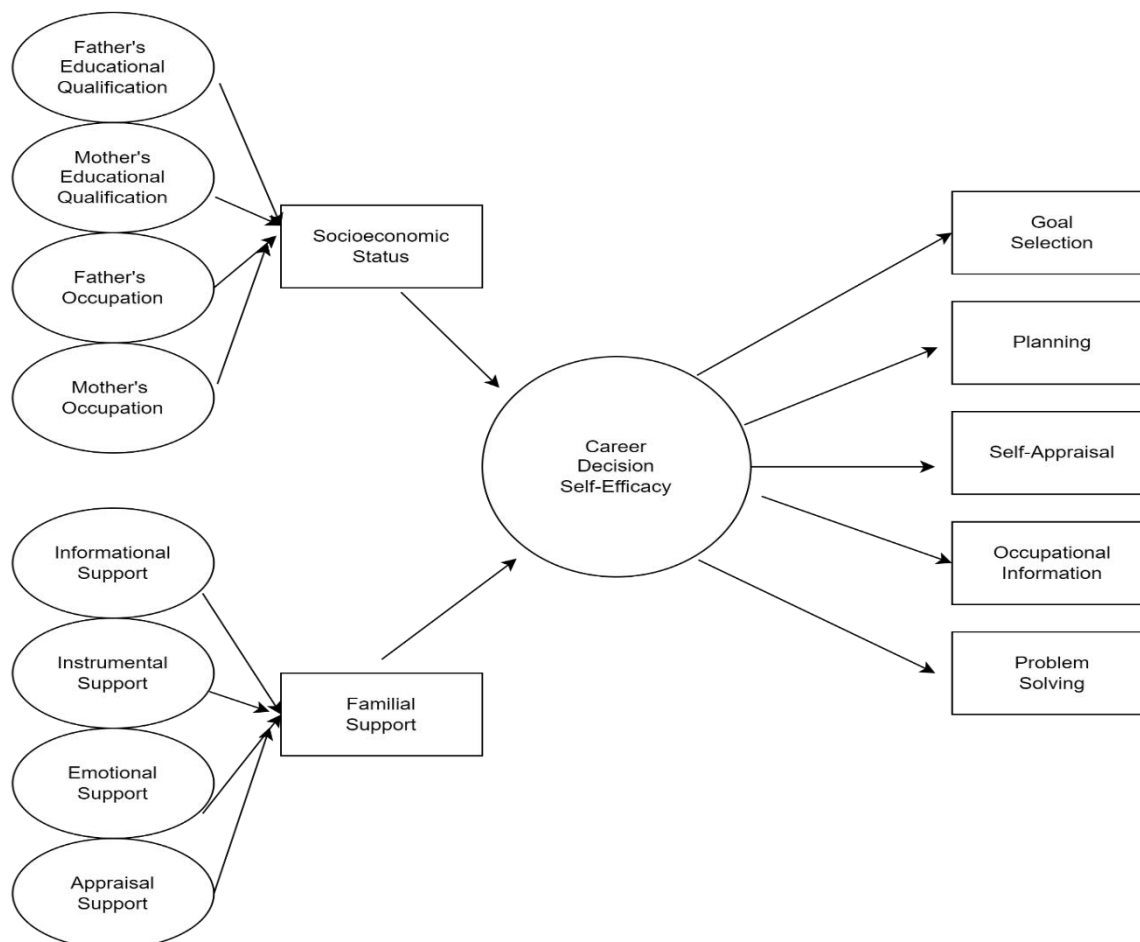 Father's
Educational
Qualification
Mother's
Educational
Qualification
Father's
Occupation
Mother's
Occupation
Socioeconomic
Status
Informational
Support
Instrumental
Support
Emotional
Support
Appraisal
Support
Familial
Support
Career
Decision
Self-Efficacy
Goal
Selection
Planning
Self-Appraisal
Occupational
Information
Problem
Solving